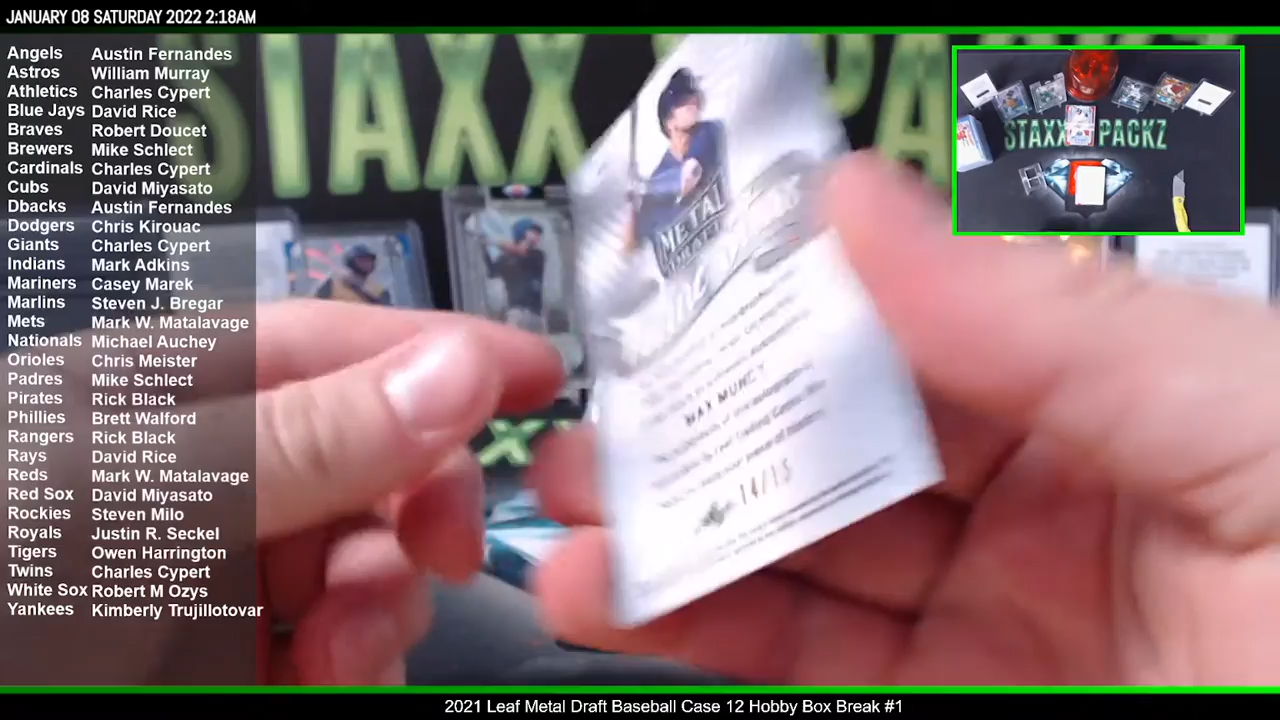 JANUARY 08 SATURDAY 2022 2:18AM
Angels Austin Fernandes
Astros William Murray
Athletics Charles Cypert
Blue Jays David Rice
Braves Robert Doucet
Brewers Mike Schlect
Cardinals Charles Cypert
Cubs David Miyasato
Dbacks Austin Fernandes
Dodgers Chris Kirouac
Giants Charles Cypert
Indians Mark Adkins
Mariners Casey Marek
Marlins Steven J. Bregar
Mets Mark W. Matalavage
Nationals Michael Auchey
Orioles Chris Meister
Padres Mike Schlect
Pirates Rick Black
Phillies Brett Walford
Rangers Rick Black
Rays David Rice
Reds Mark W. Matalavage
Red Sox David Miyasato
Rockies Steven Milo
Royals Justin R. Seckel
Tigers Owen Harrington
Twins Charles Cypert
White Sox Robert M Ozys
Yankees Kimberly Trujillotovar
STAXX PA
STAXX PACKZ
METAL
MAX MUNCY
14/15
2021 Leaf Metal Draft Baseball Case 12 Hobby Box Break #1